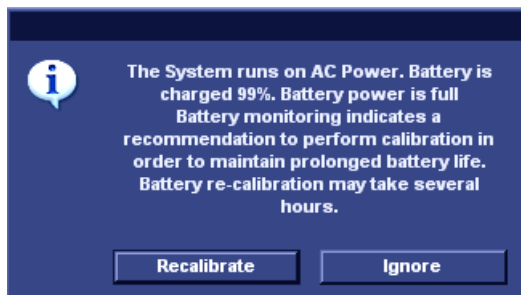 The System runs on AC Power. Battery is
charged 99%. Battery power is full
Battery monitoring indicates a
recommendation to perform calibration in
order to maintain prolonged battery life.
Battery re-calibration may take several
hours.
Recalibrate
Ignore